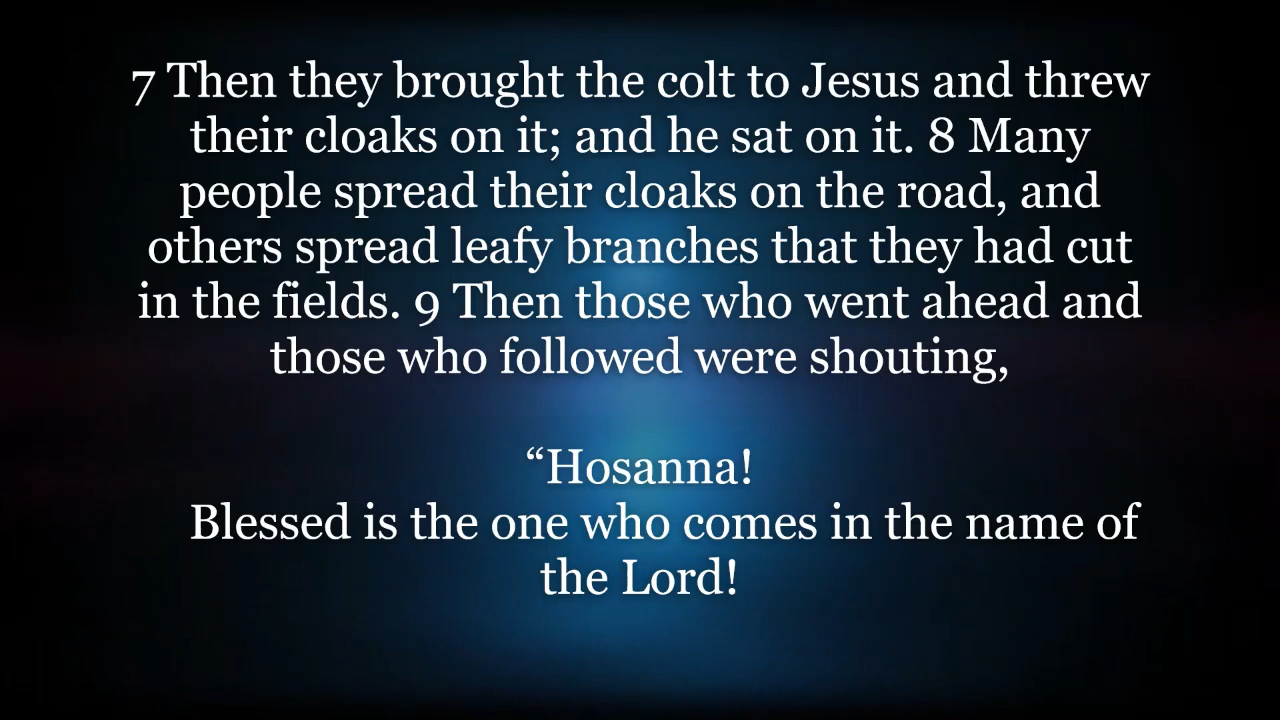 7 Then they brought the colt to Jesus and threw
their cloaks on it; and he sat on it. 8 Many
people spread their cloaks on the road, and
others spread leafy branches that they had cut
in the fields. 9 Then those who went ahead and
those who followed were shouting,
“Hosanna!
Blessed is the one who comes in the name of
the Lord!